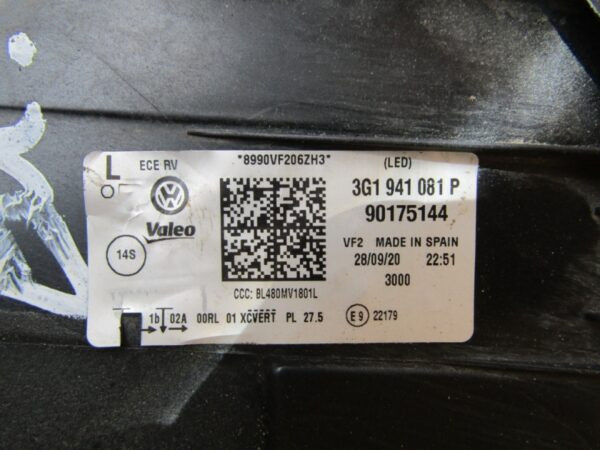 L ECE RV *8990VF206ZH3* (LED)
Valeo
3G1 941 081 P
90175144
14S
VF2 MADE IN SPAIN
28/09/20 22:51
3000
CCC: BL480MV1801L
1b 02A 00RL 01 XCVERT PL 27.5 E9 22179